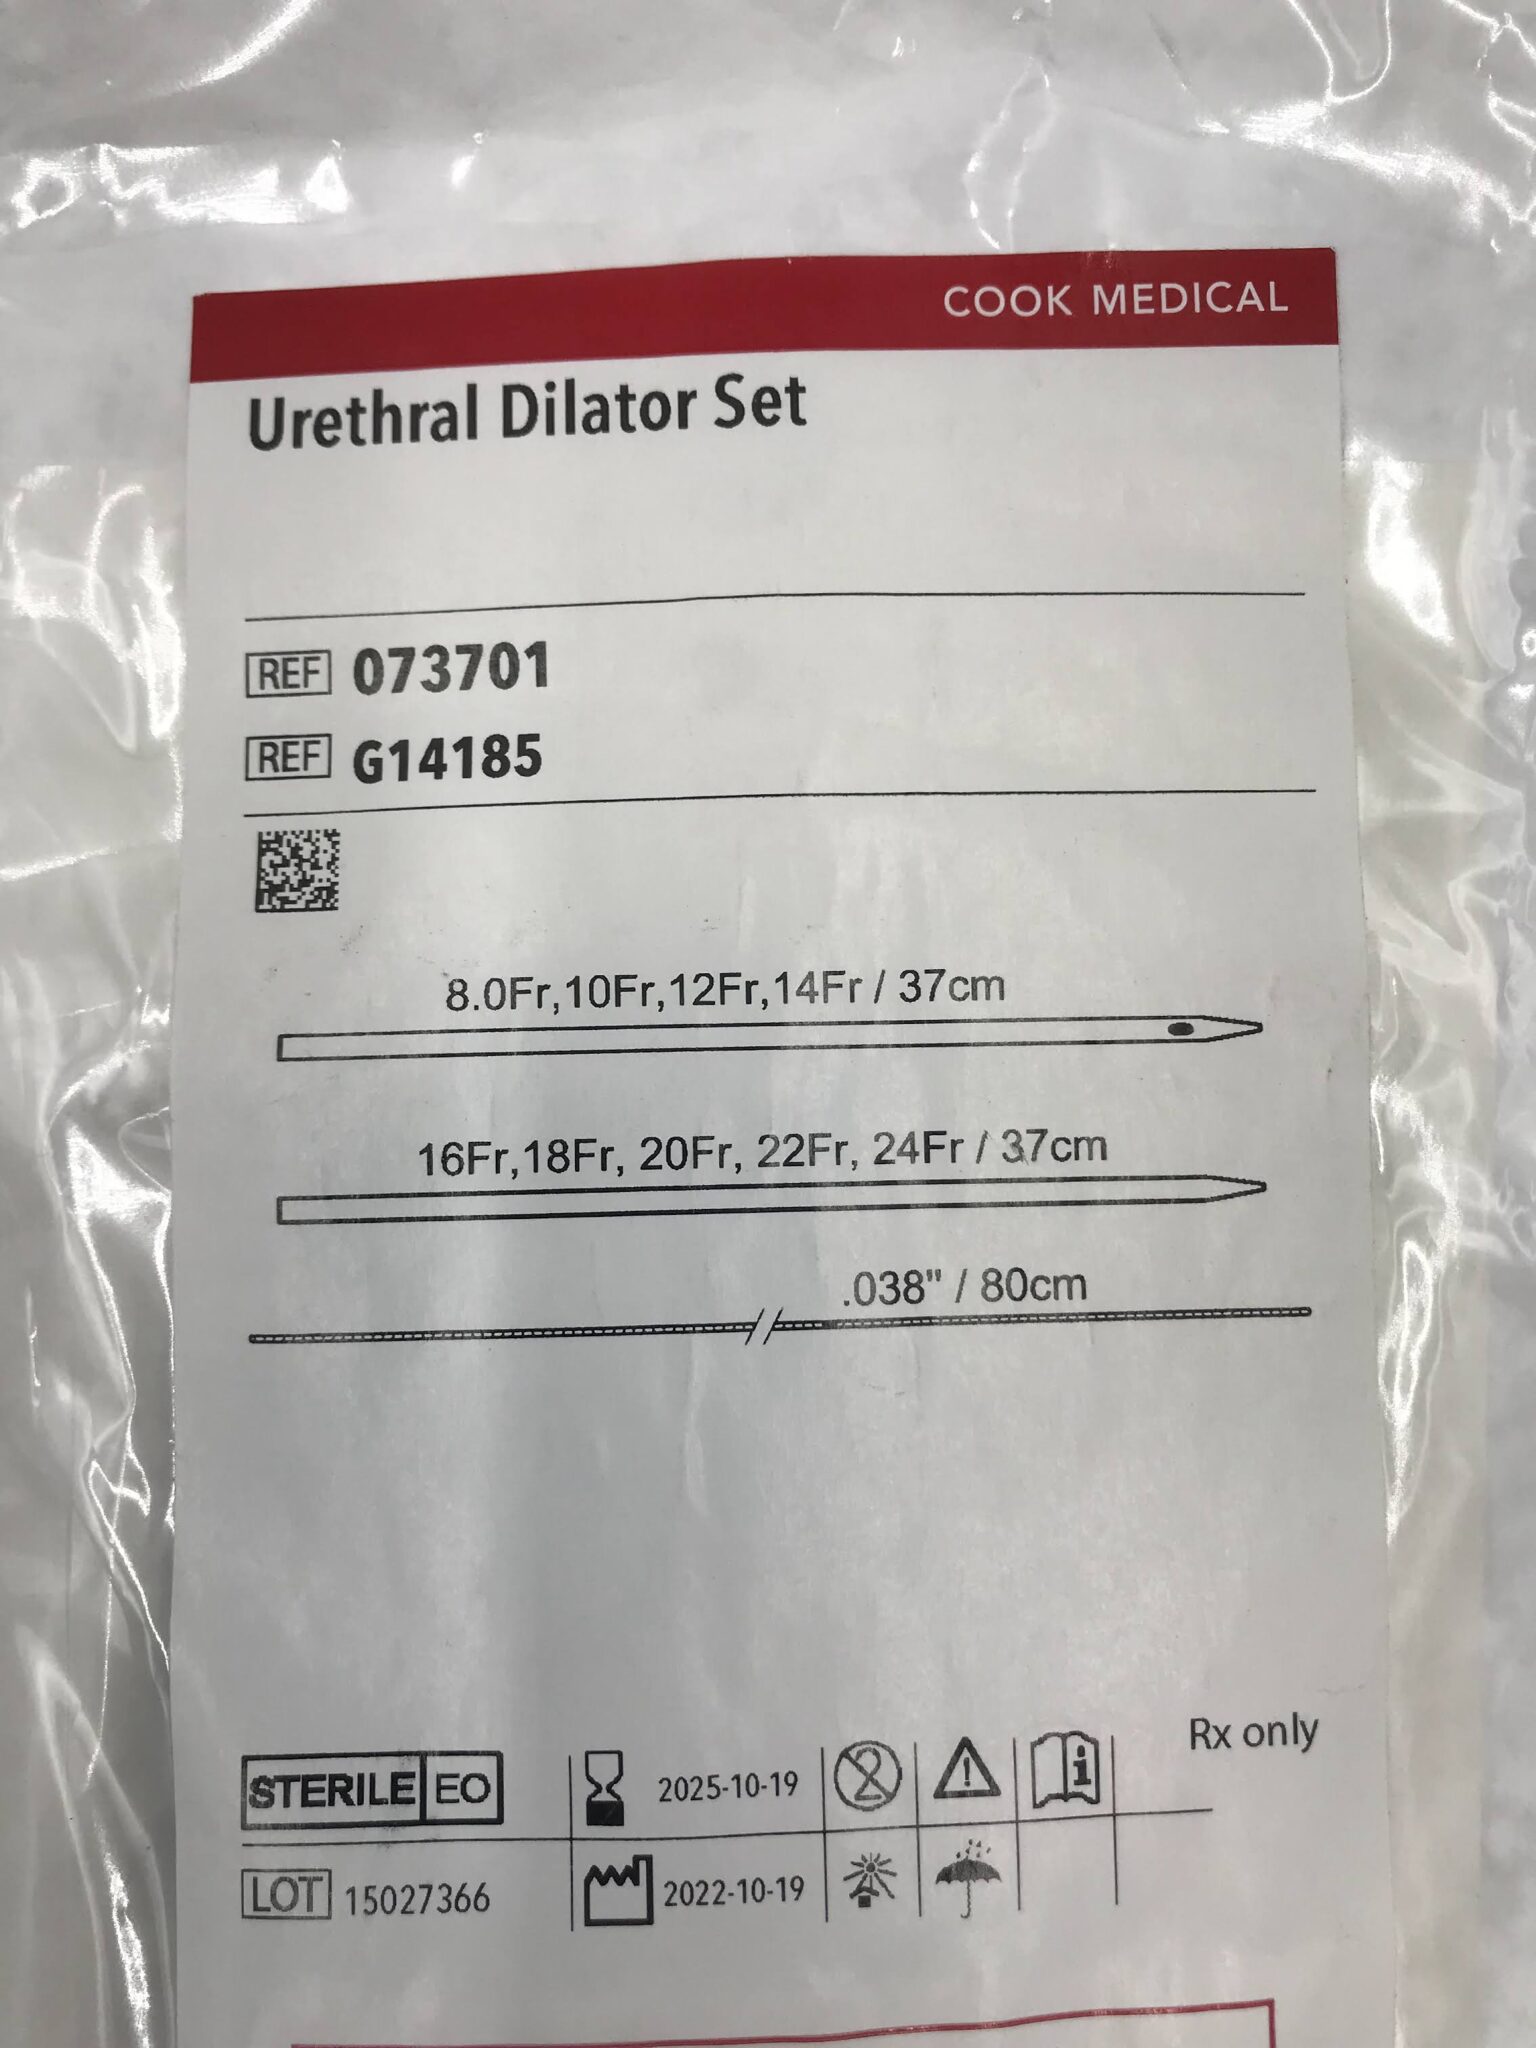 COOK MEDICAL
Urethral Dilator Set
REF 073701
REF G14185
8.0Fr,10Fr,12Fr,14Fr / 37cm
16Fr,18Fr, 20Fr, 22Fr, 24Fr / 37cm
.038" / 80cm
Rx only
STERILE EO 2025-10-19 2
LOT 15027366 2022-10-19